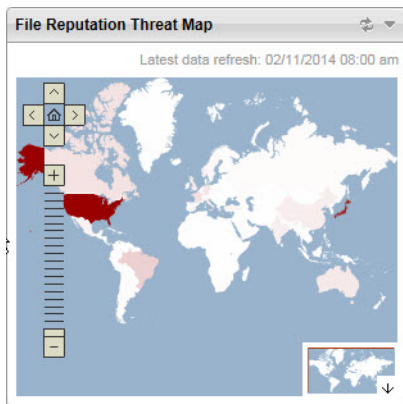 File Reputation Threat Map
Latest data refresh: 02/11/2014 08:00 am